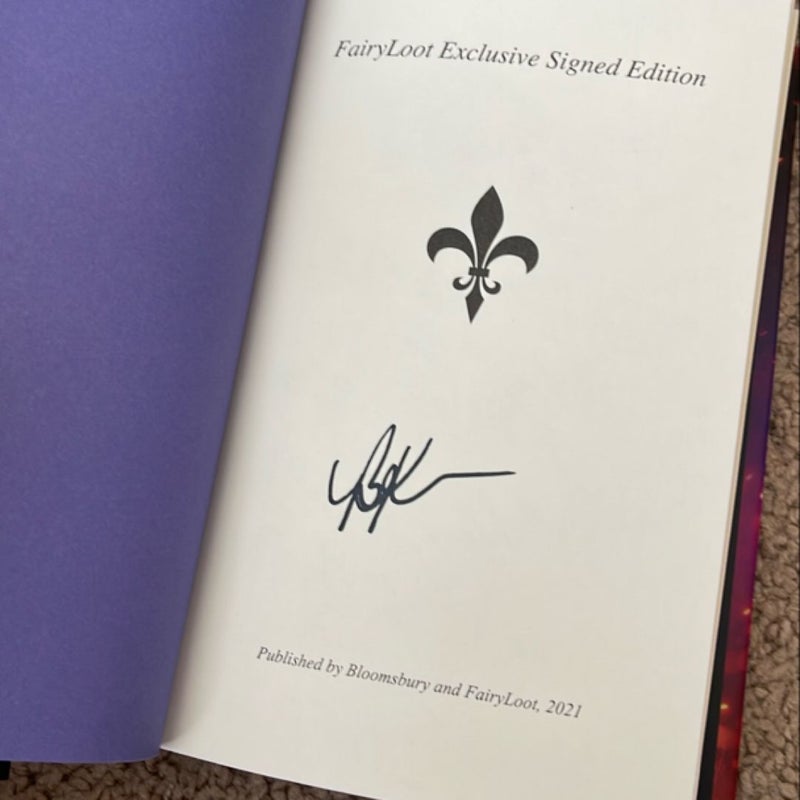 FairyLoot Exclusive Signed Edition
Published by Bloomsbury and FairyLoot, 2021